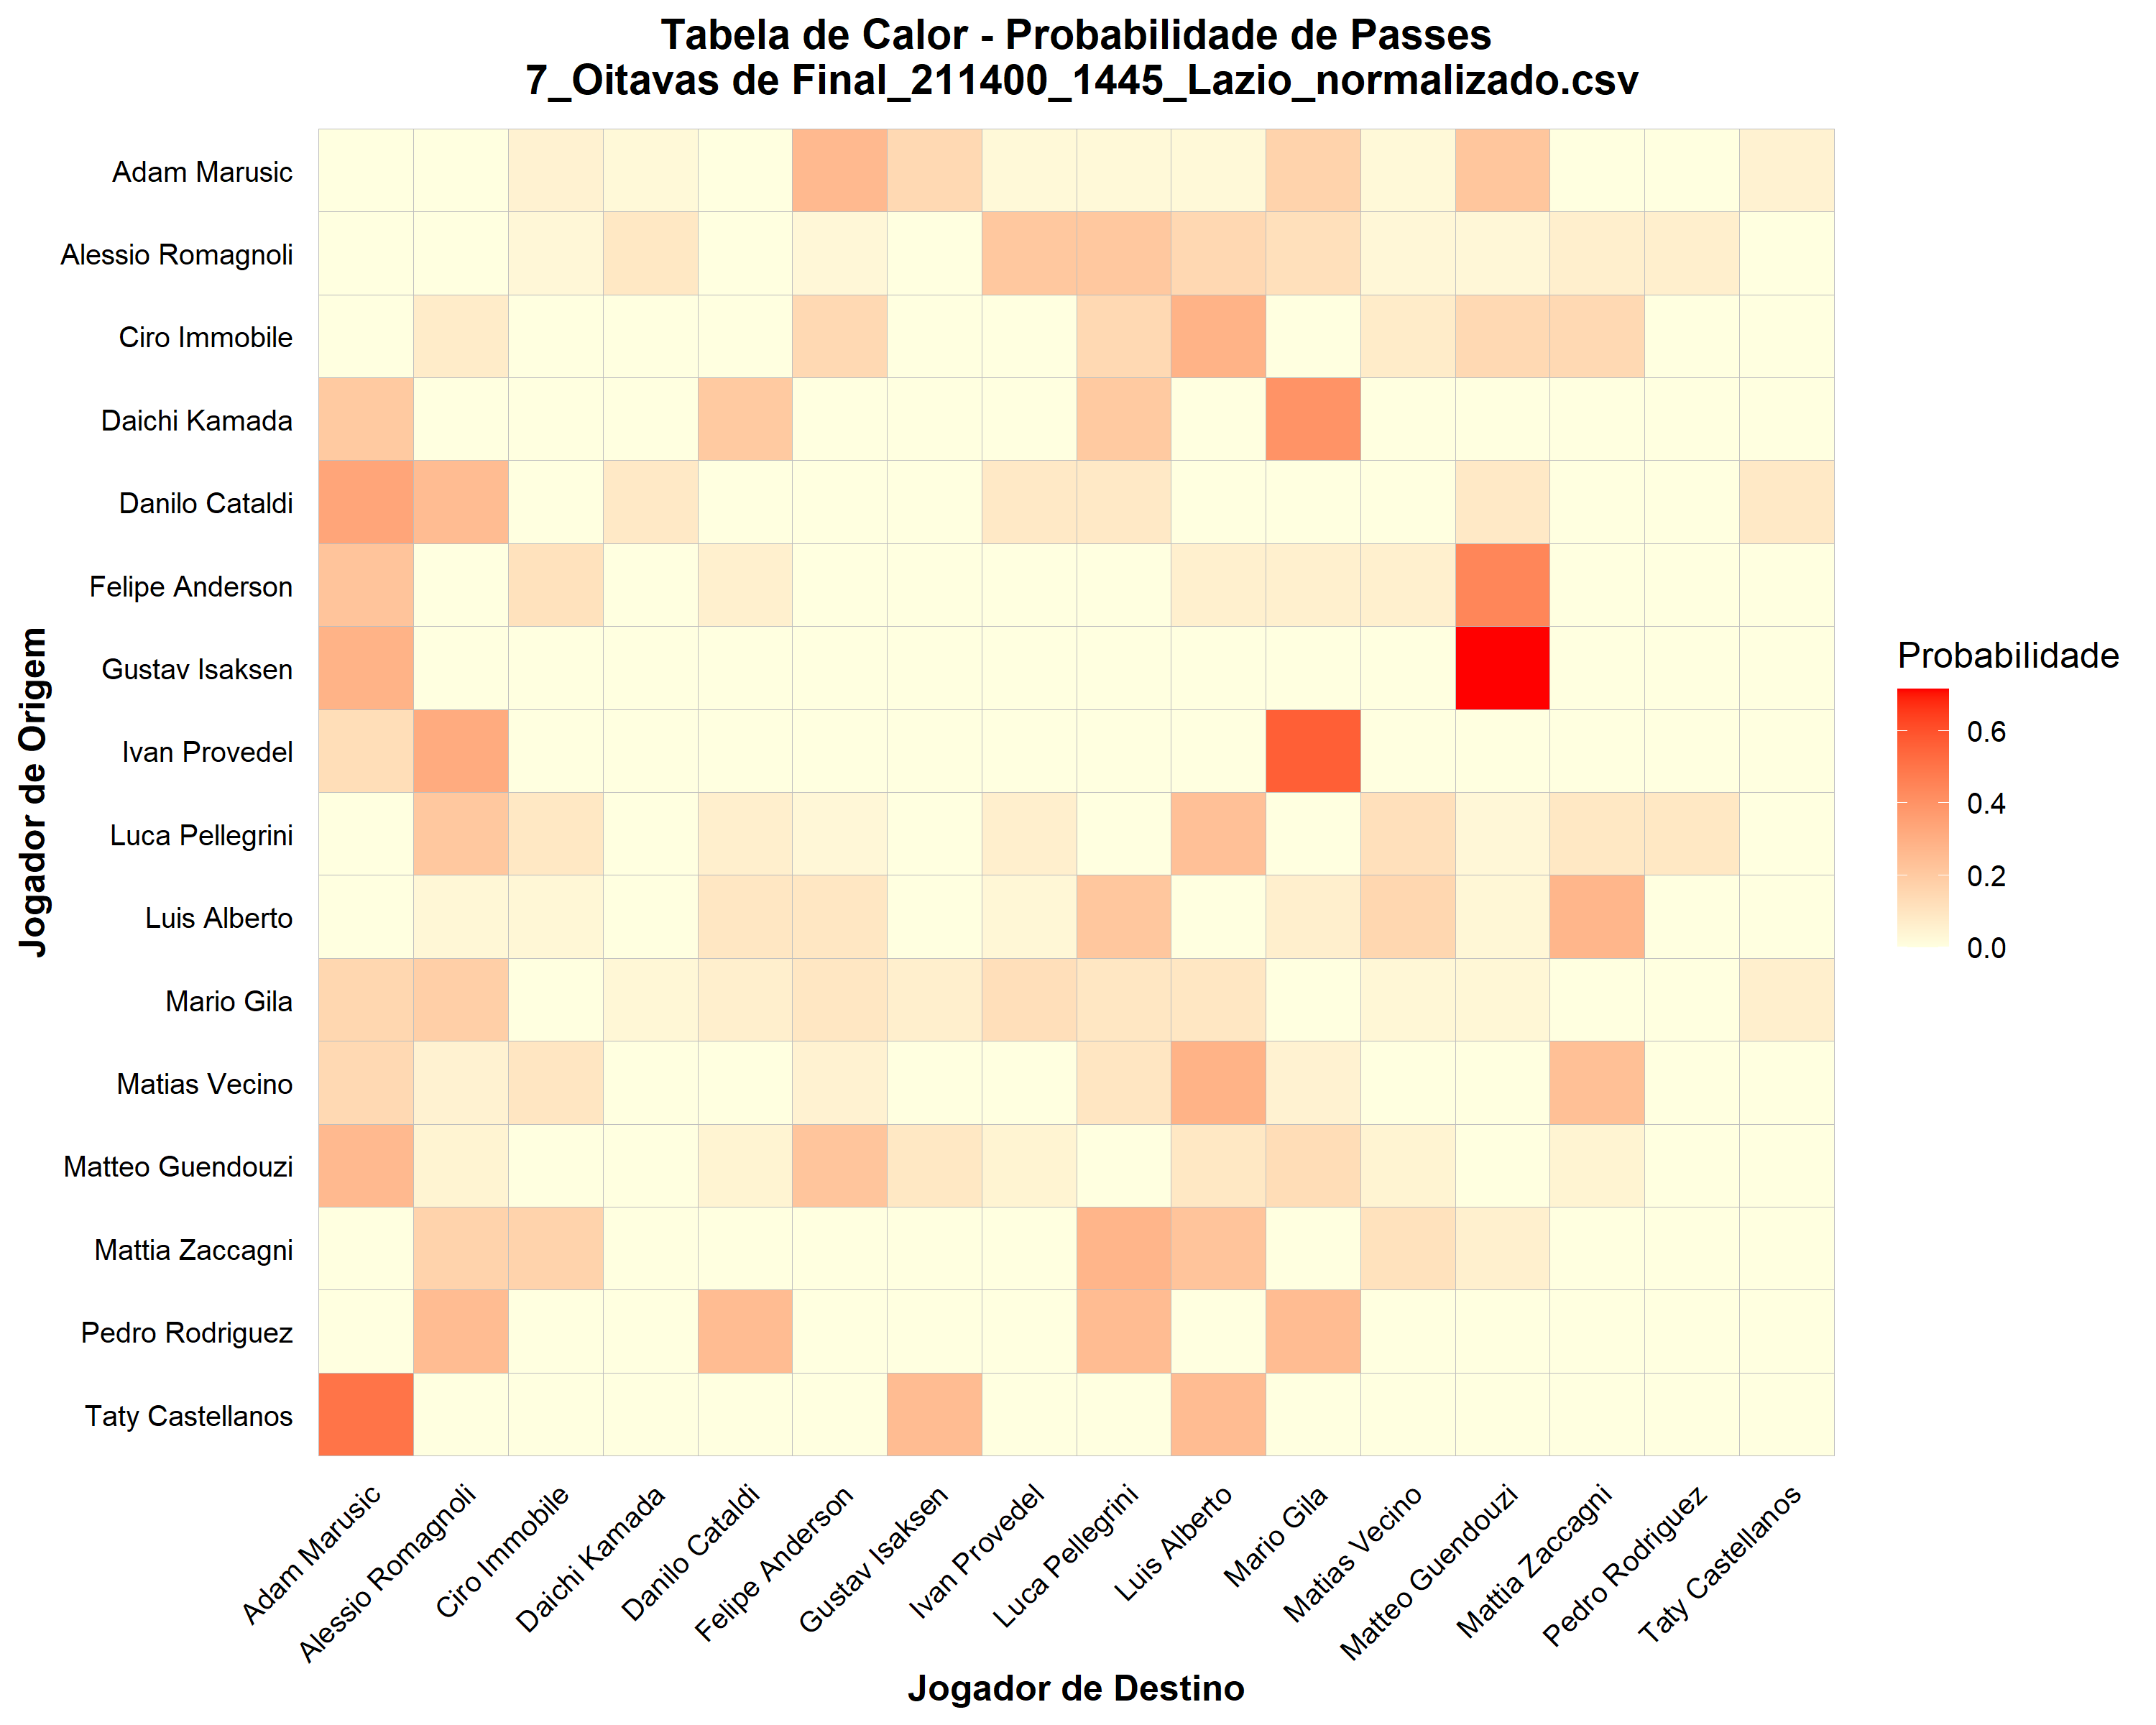 Tabela de Calor - Probabilidade de Passes
7_Oitavas de Final_211400_1445_Lazio_normalizado.csv
Jogador de Origem
Adam Marusic
Alessio Romagnoli
Ciro Immobile
Daichi Kamada
Danilo Cataldi
Felipe Anderson
Gustav Isaksen
Ivan Provedel
Luca Pellegrini
Luis Alberto
Mario Gila
Matias Vecino
Matteo Guendouzi
Mattia Zaccagni
Pedro Rodriguez
Taty Castellanos
Adam Marusic
Alessio Romagnoli
Ciro Immobile
Daichi Kamada
Danilo Cataldi
Felipe Anderson
Gustav Isaksen
Ivan Provedel
Luca Pellegrini
Luis Alberto
Mario Gila
Matias Vecino
Matteo Guendouzi
Mattia Zaccagni
Pedro Rodriguez
Taty Castellanos
Jogador de Destino
Probabilidade
0.6
0.4
0.2
0.0